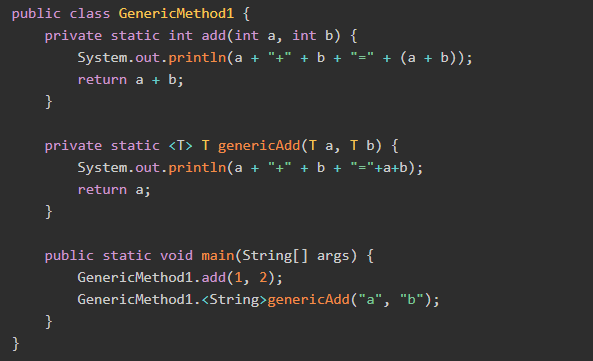 public class GenericMethod1 {
    private static int add(int a, int b) {
        System.out.println(a + "+" + b + "=" + (a + b));
        return a + b;
    }

    private static <T> T genericAdd(T a, T b) {
        System.out.println(a + "+" + b + "="+a+b);
        return a;
    }

    public static void main(String[] args) {
        GenericMethod1.add(1, 2);
        GenericMethod1.<String>genericAdd("a", "b");
    }
}